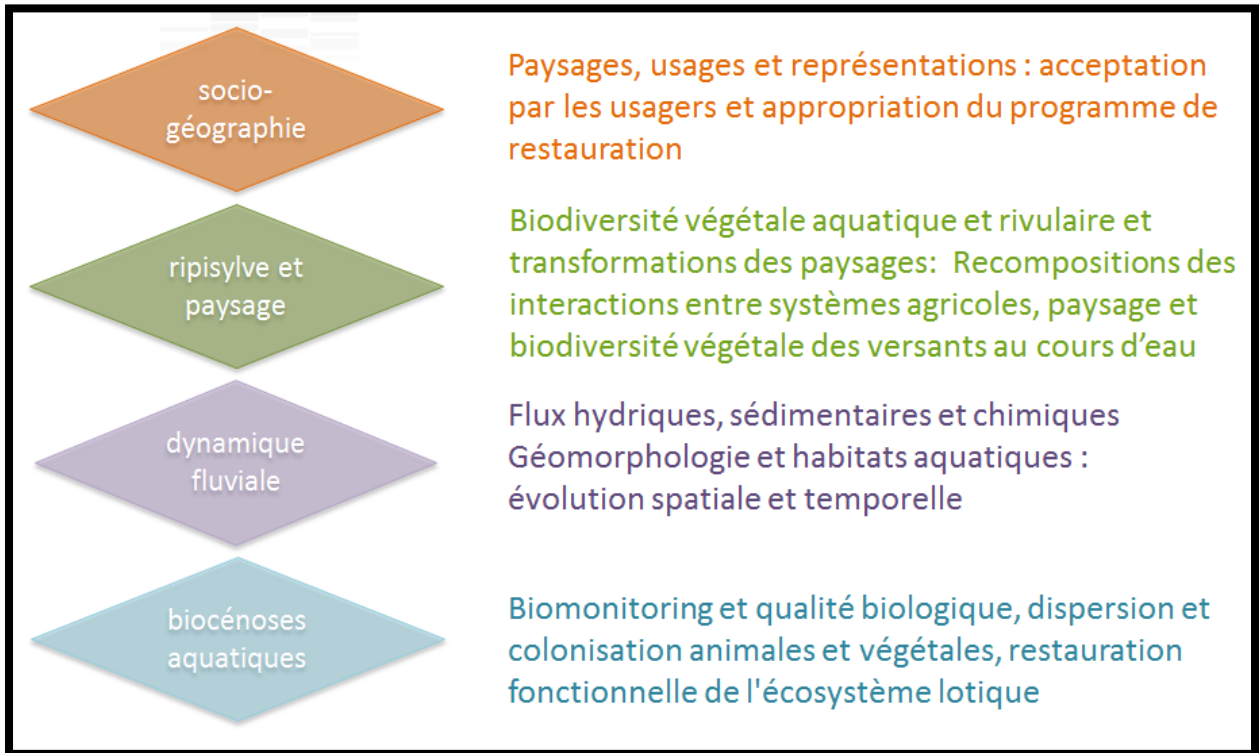 socio-
géographie
Paysages, usages et représentations : acceptation
par les usagers et appropriation du programme de
restauration
ripisylve et
paysage
Biodiversité végétale aquatique et rivulaire et
transformations des paysages:  Recompositions des
interactions entre systèmes agricoles, paysage et
biodiversité végétale des versants au cours d’eau
dynamique
fluviale
Flux hydriques, sédimentaires et chimiques
Géomorphologie et habitats aquatiques :
évolution spatiale et temporelle
biocénoses
aquatiques
Biomonitoring et qualité biologique, dispersion et
colonisation animales et végétales, restauration
fonctionnelle de l'écosystème lotique